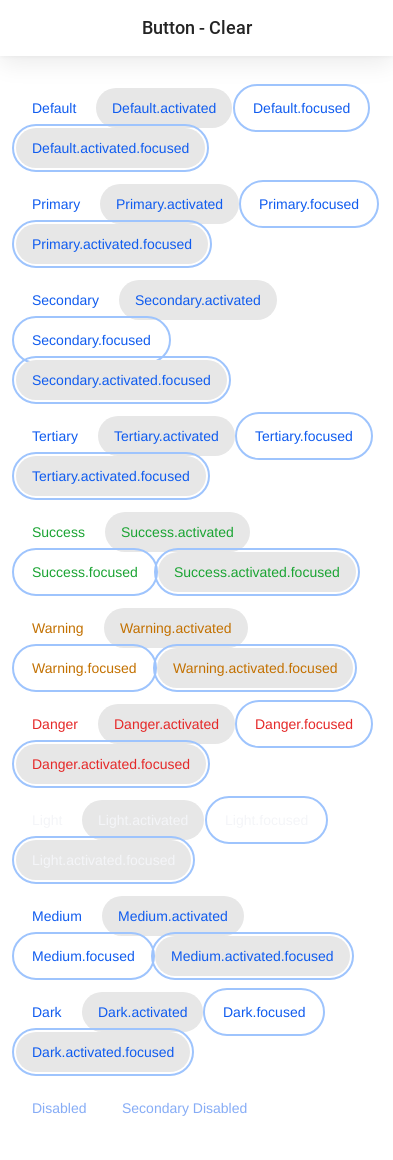 Button - Clear
Default Default.activated Default.focused
Default.activated.focused
Primary Primary.activated Primary.focused
Primary.activated.focused
Secondary Secondary.activated
Secondary.focused
Secondary.activated.focused
Tertiary Tertiary.activated Tertiary.focused
Tertiary.activated.focused
Success Success.activated
Success.focused Success.activated.focused
Warning Warning.activated
Warning.focused Warning.activated.focused
Danger Danger.activated Danger.focused
Danger.activated.focused
Light Light.activated Light.focused
Light.activated.focused
Medium Medium.activated
Medium.focused Medium.activated.focused
Dark Dark.activated Dark.focused
Dark.activated.focused
Disabled Secondary Disabled